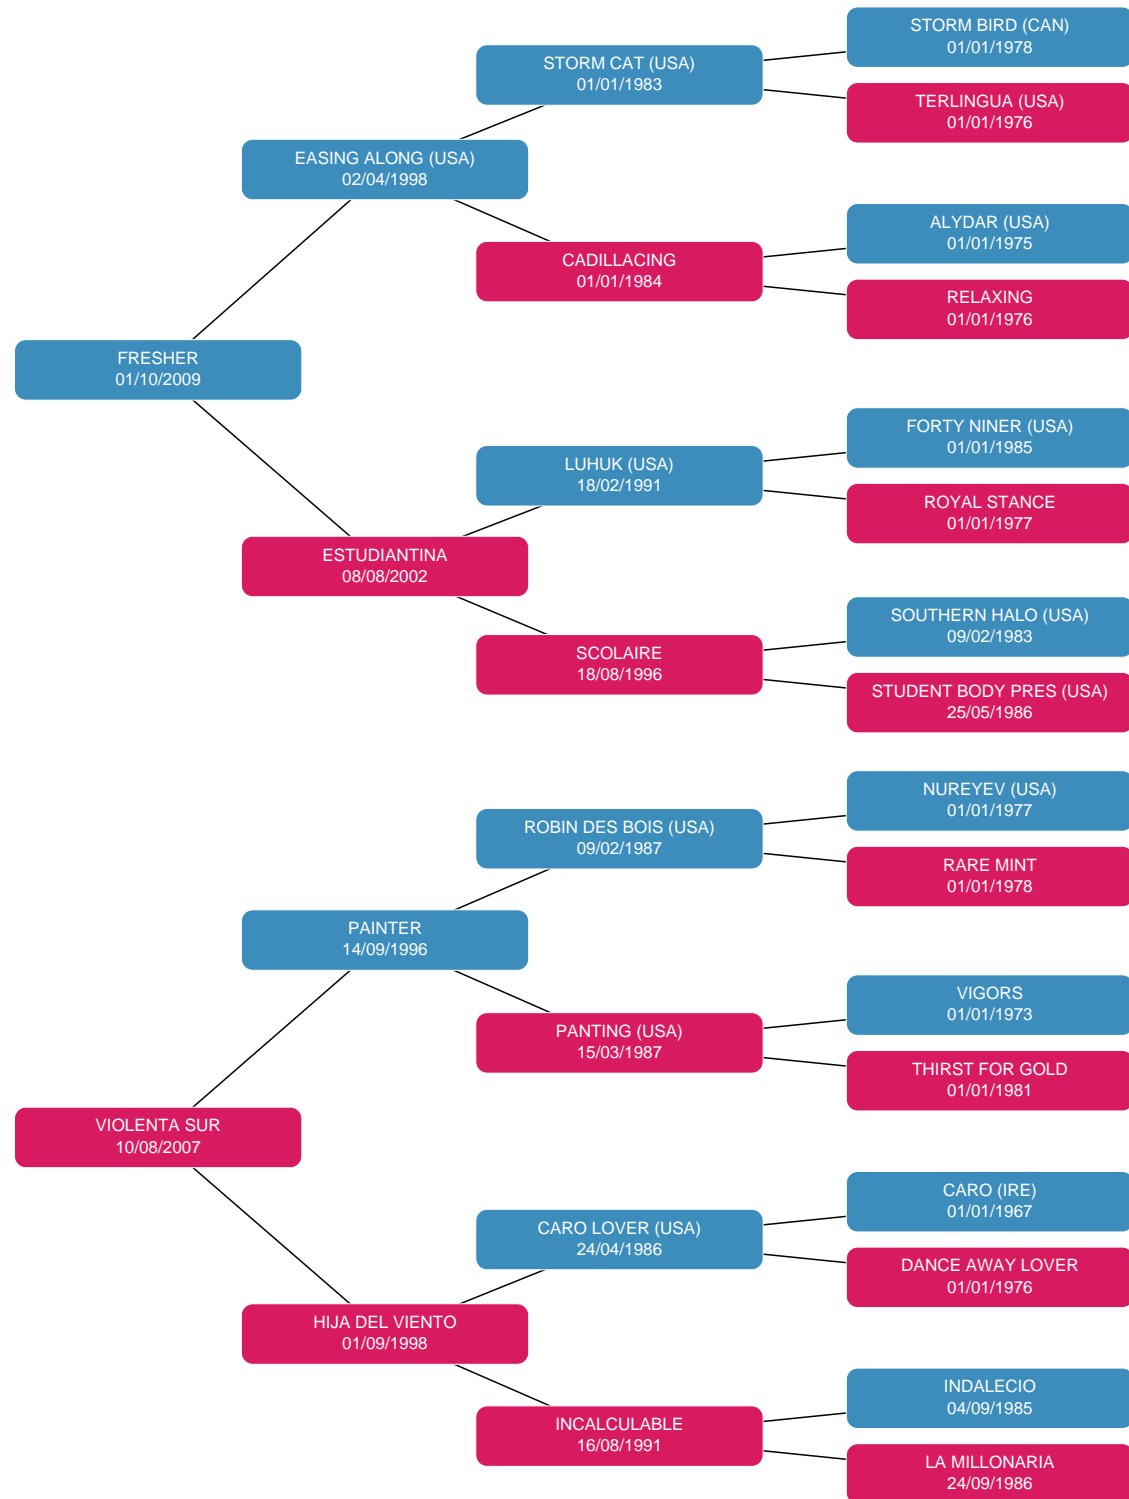 STORM BIRD (CAN)
01/01/1978
STORM CAT (USA)
01/01/1983
TERLINGUA (USA)
01/01/1976
EASING ALONG (USA)
02/04/1998
ALYDAR (USA)
01/01/1975
CADILLACING
01/01/1984
RELAXING
01/01/1976
FRESHER
01/10/2009
FORTY NINER (USA)
01/01/1985
LUHUK (USA)
18/02/1991
ROYAL STANCE
01/01/1977
ESTUDIANTINA
08/08/2002
SOUTHERN HALO (USA)
09/02/1983
SCOLAIRE
18/08/1996
STUDENT BODY PRES (USA)
25/05/1986
NUREYEV (USA)
01/01/1977
ROBIN DES BOIS (USA)
09/02/1987
RARE MINT
01/01/1978
PAINTER
14/09/1996
VIGORS
01/01/1973
PANTING (USA)
15/03/1987
THIRST FOR GOLD
01/01/1981
VIOLENTA SUR
10/08/2007
CARO (IRE)
01/01/1967
CARO LOVER (USA)
24/04/1986
DANCE AWAY LOVER
01/01/1976
HIJA DEL VIENTO
01/09/1998
INDALECIO
04/09/1985
INCALCULABLE
16/08/1991
LA MILLONARIA
24/09/1986